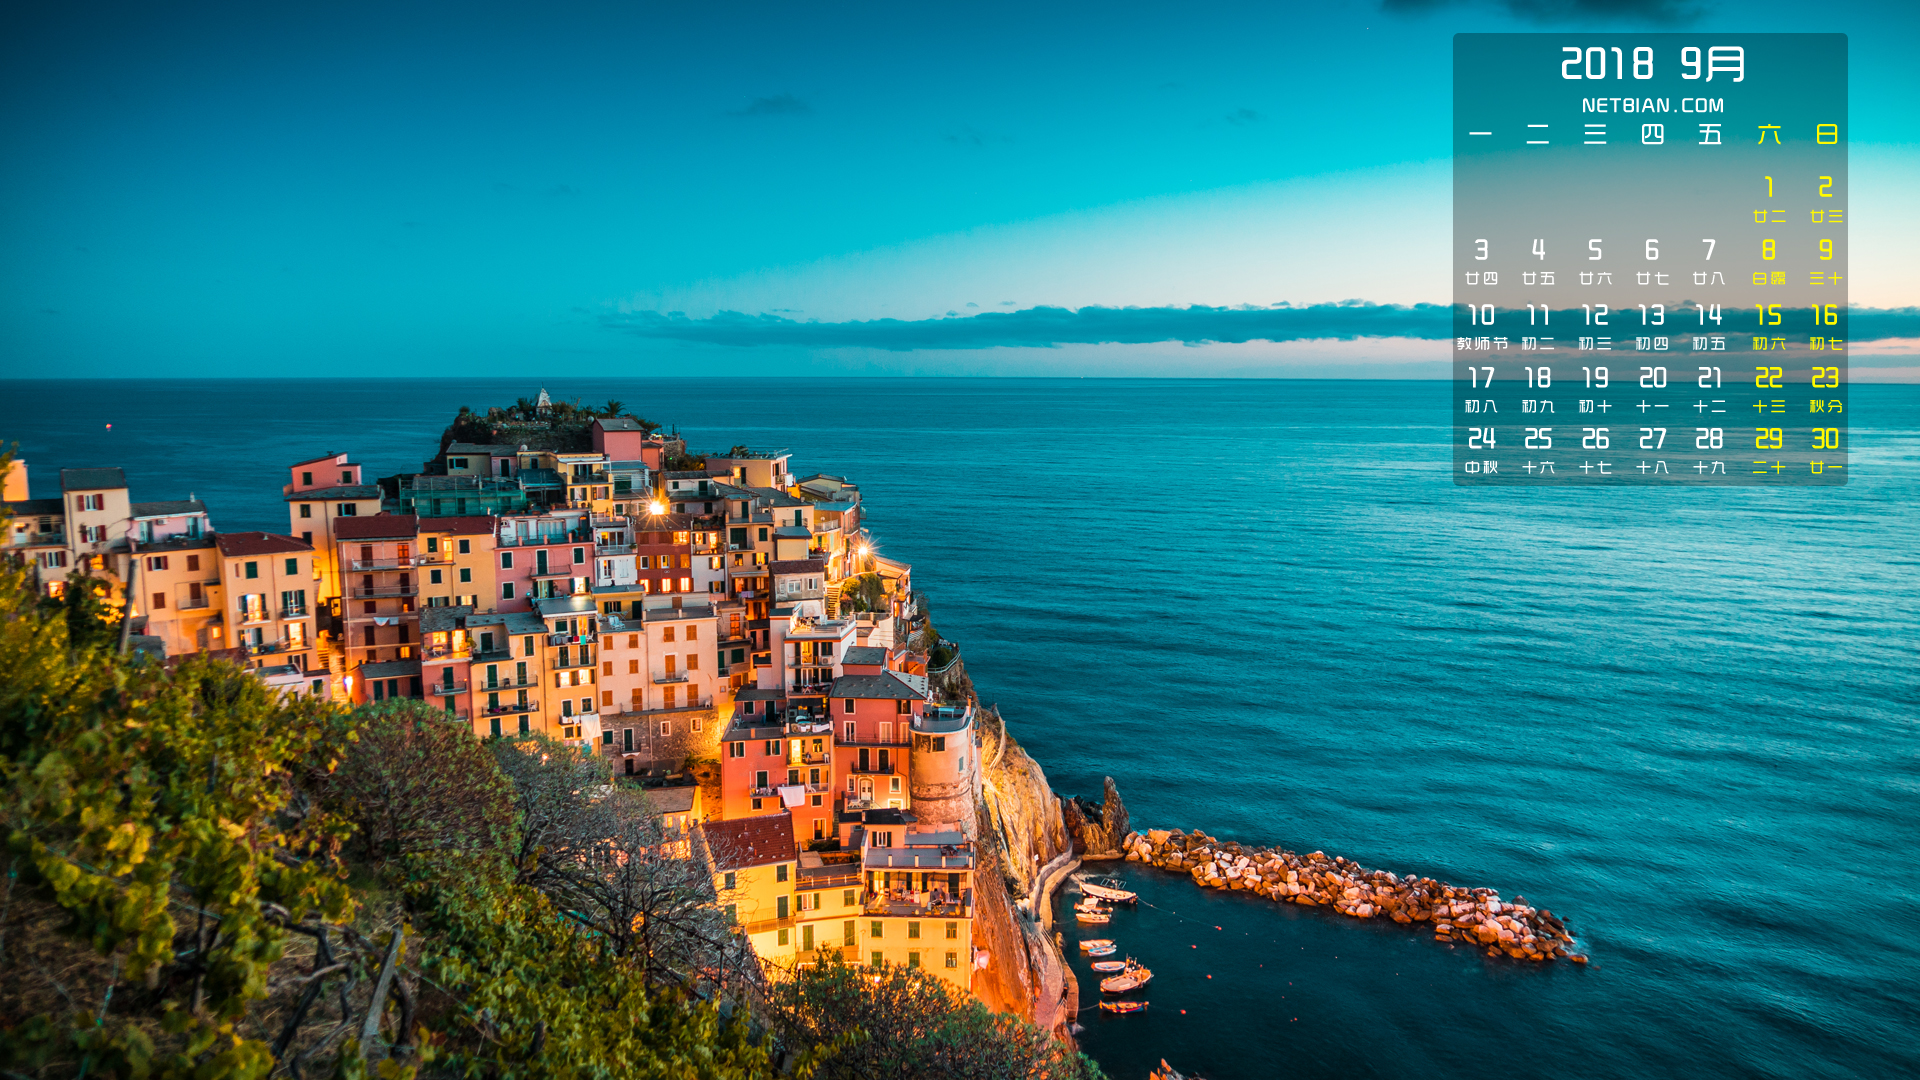 2018 9月
NETBIAN.COM
一 二 三 四 五 六 日
1 2
廿二 廿三
3 4 5 6 7 8 9
廿四 廿五 廿六 廿七 廿八 白露 三十
10 11 12 13 14 15 16
教师节 初二 初三 初四 初五 初六 初七
17 18 19 20 21 22 23
初八 初九 初十 十一 十二 十三 秋分
24 25 26 27 28 29 30
中秋 十六 十七 十八 十九 二十 廿一